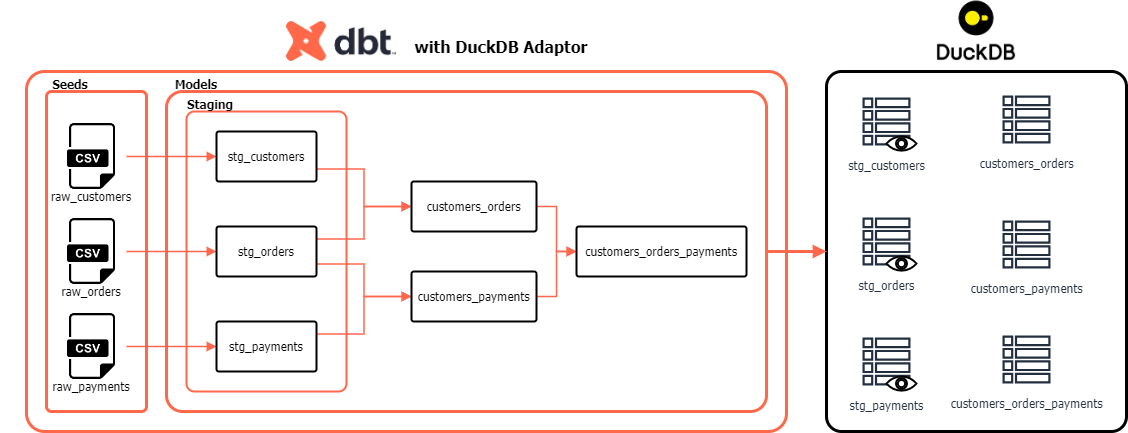 dbt™ with DuckDB Adaptor
DuckDB
Seeds
Models
Staging
CSV
raw_customers
CSV
raw_orders
CSV
raw_payments
stg_customers
stg_orders
stg_payments
customers_orders
customers_payments
customers_orders_payments
stg_customers
customers_orders
stg_orders
customers_payments
stg_payments
customers_orders_payments